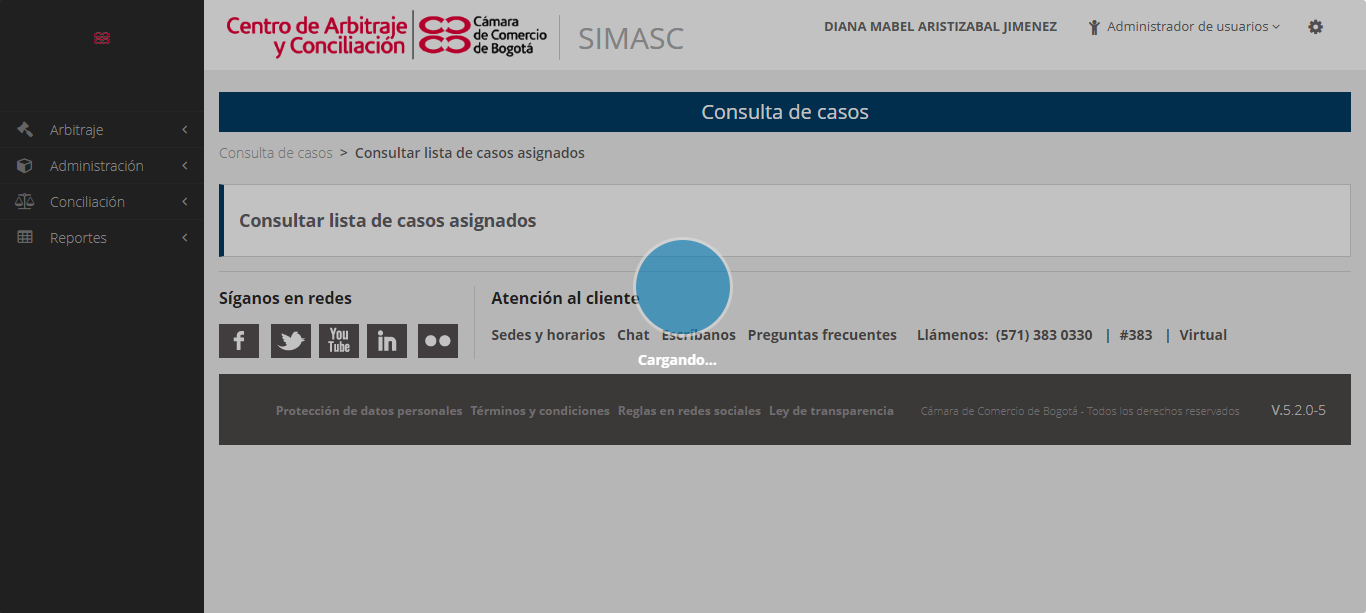 Centro de Arbitraje
y Conciliación
Cámara
de Comercio
de Bogotá
SIMASC
DIANA MABEL ARISTIZABAL JIMENEZ
Administrador de usuarios
Arbitraje
Administración
Conciliación
Reportes
Consulta de casos
Consulta de casos > Consultar lista de casos asignados
Consultar lista de casos asignados
Síganos en redes
f
You
Tube
in
Atención al cliente
Sedes y horarios Chat Escríbanos Preguntas frecuentes Llámenos: (571) 383 0330 | #383 | Virtual
Cargando...
Protección de datos personales Términos y condiciones Reglas en redes sociales Ley de transparencia Cámara de Comercio de Bogotá - Todos los derechos reservados V.5.2.0-5